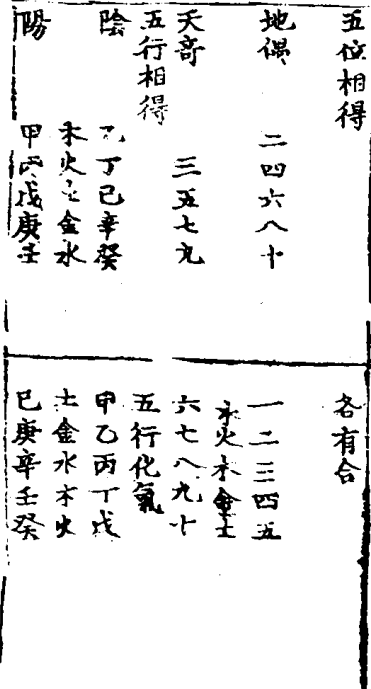 五位相得
地偶 二四六八十
天奇 三五七九
五行相得
陰 乙丁己辛癸
木火土金水
陽 甲丙戊庚壬
各有合
一二三四五
水火木金土
六七八九十
五行化氣
甲乙丙丁戊
土金水木火
己庚辛壬癸